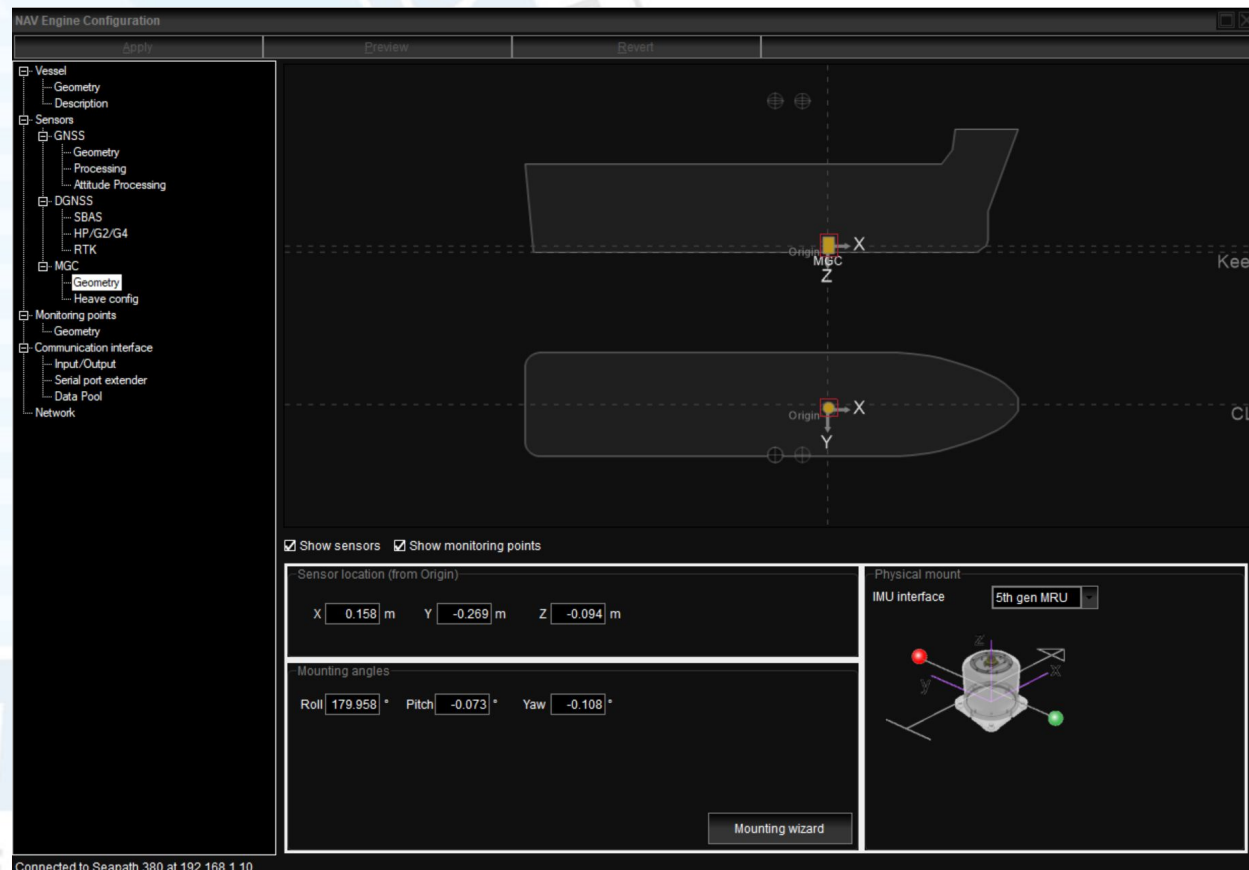 NAV Engine Configuration
Apply Preview Revert
Vessel
Geometry
Description
Sensors
GNSS
Geometry
Processing
Attitude Processing
DGNSS
SBAS
HP/G2/G4
RTK
MGC
Geometry
Heave config
Monitoring points
Geometry
Communication interface
Input/Output
Serial port extender
Data Pool
Network
Origin X
MGC
Z
Kee
Origin X
Y
CL
Show sensors Show monitoring points
Sensor location (from Origin)
X 0.158 m Y -0.269 m Z -0.094 m
Mounting angles
Roll 179.958 ° Pitch -0.073 ° Yaw -0.108 °
Mounting wizard
Physical mount
IMU interface 5th gen MRU
Z
Y X
Connected to Seapath 380 at 192.168.1.10